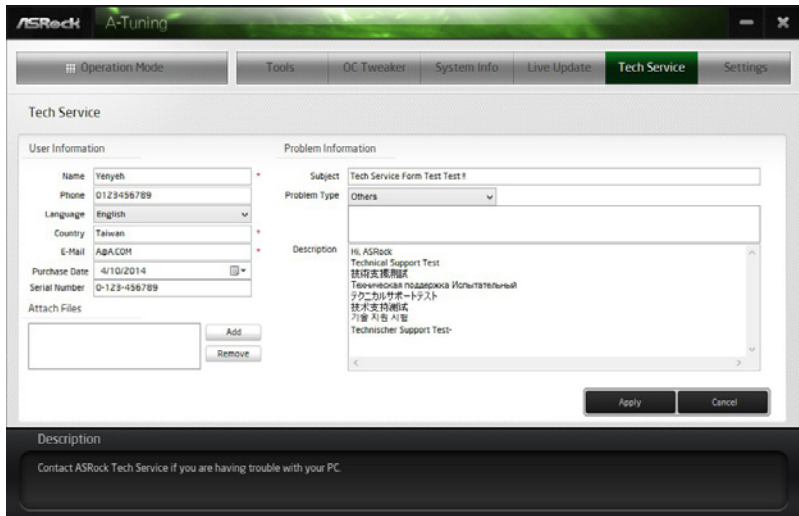 ASRock A-Tuning
Operation Mode
Tools
OC Tweaker
System Info
Live Update
Tech Service
Settings
Tech Service
User Information
Name Yenyeh *
Phone 0123456789
Language English
Country Taiwan *
E-Mail A@A.COM *
Purchase Date 4/10/2014
Serial Number 0-123-456789
Attach Files
Add
Remove
Problem Information
Subject Tech Service Form Test Test !!
Problem Type Others
Description
Hi, ASRock
Technical Support Test
技術支援測試
Техническая поддержка Испытательный
テクニカルサポートテスト
技术支持测试
기술 지원 시험
Technischer Support Test-
Apply
Cancel
Description
Contact ASRock Tech Service if you are having trouble with your PC.